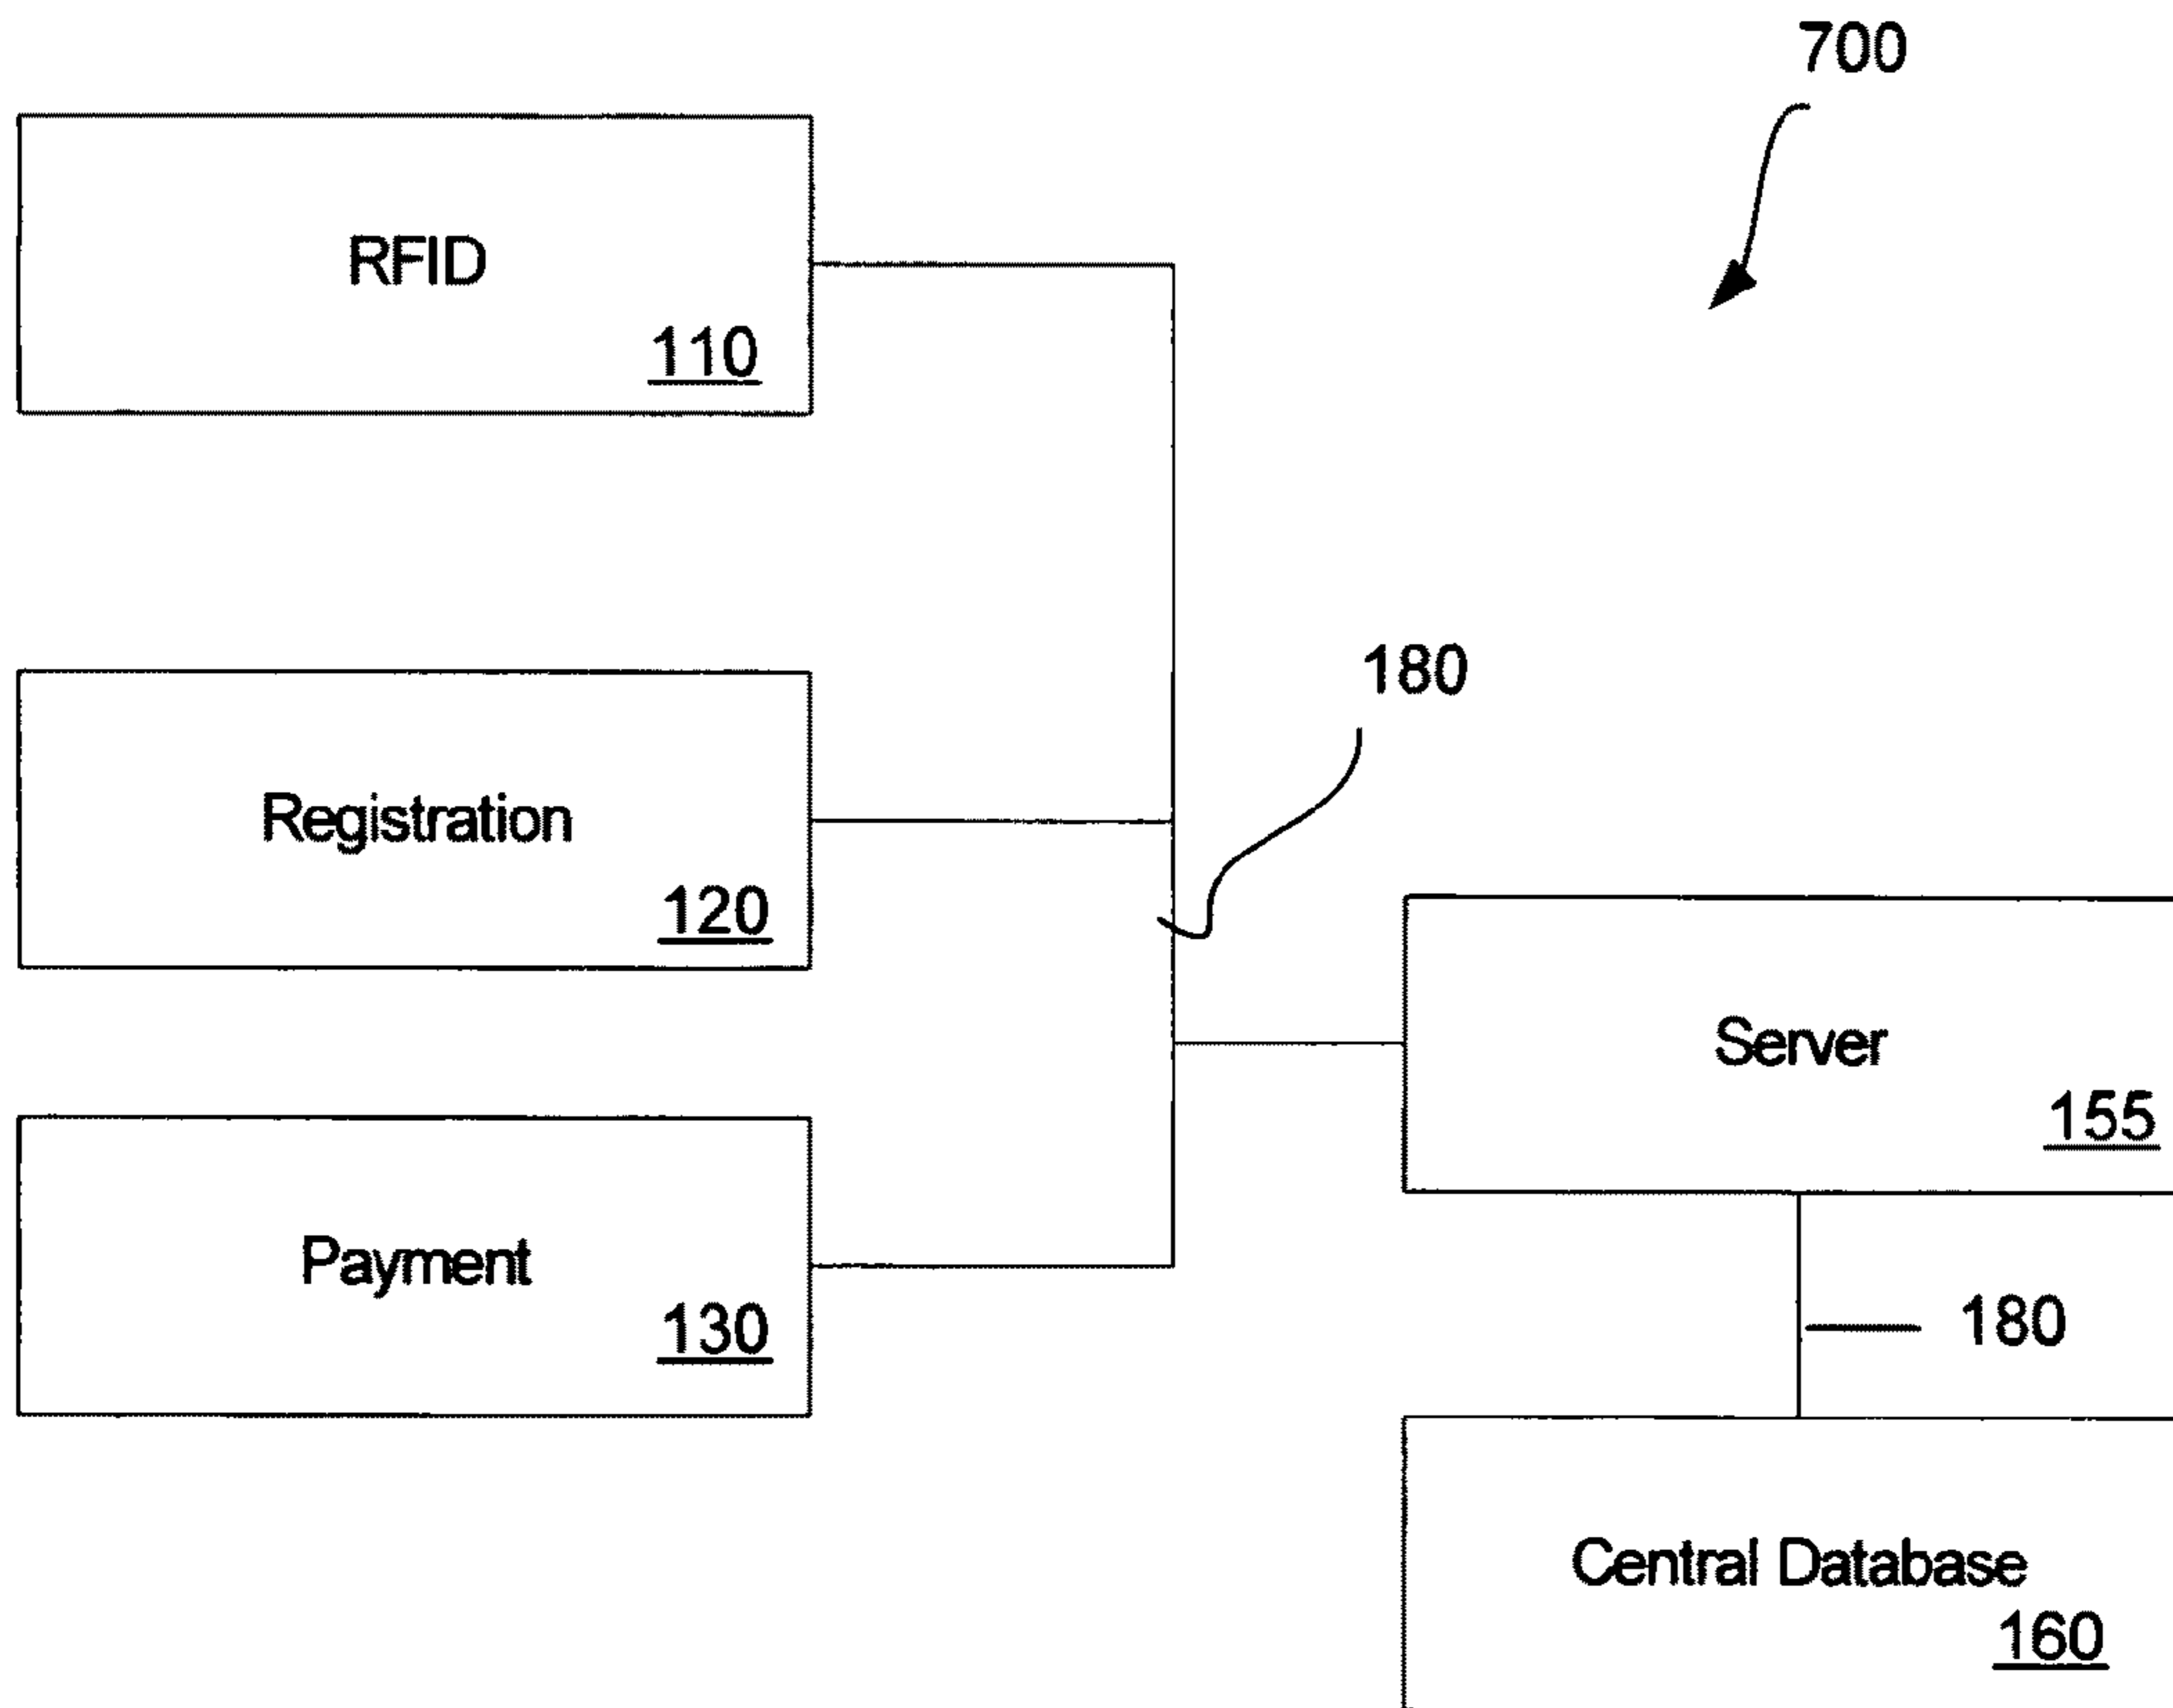 700
RFID
110
180
Registration
120
Server
155
Payment
130
180
Central Database
160